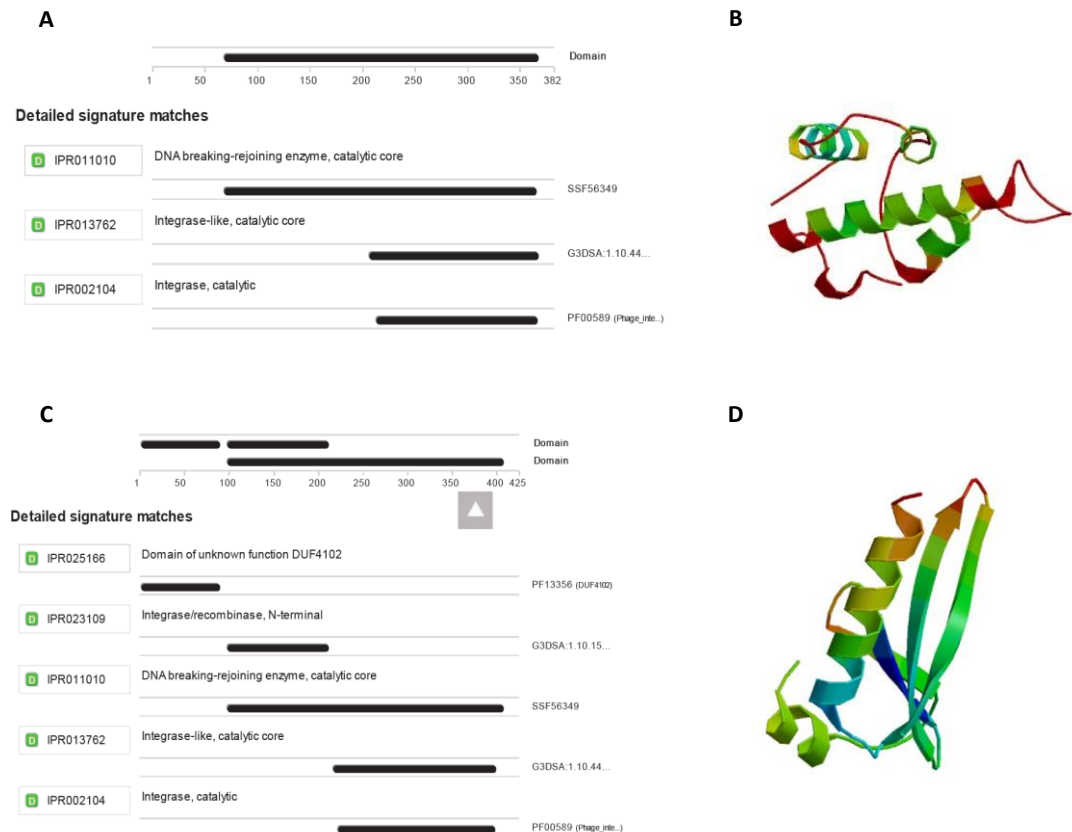 A
B
Domain
1 50 100 150 200 250 300 350 382
Detailed signature matches
D IPR011010 DNA breaking-rejoining enzyme, catalytic core
SSF56349
D IPR013762 Integrase-like, catalytic core
G3DSA:1.10.44...
D IPR002104 Integrase, catalytic
PF00589 (Phage_inte...)
C
D
Domain
Domain
1 50 100 150 200 250 300 350 400 425
Detailed signature matches
D IPR025166 Domain of unknown function DUF4102
PF13356 (DUF4102)
D IPR023109 Integrase/recombinase, N-terminal
G3DSA:1.10.15...
D IPR011010 DNA breaking-rejoining enzyme, catalytic core
SSF56349
D IPR013762 Integrase-like, catalytic core
G3DSA:1.10.44...
D IPR002104 Integrase, catalytic
PF00589 (Phage_inte...)